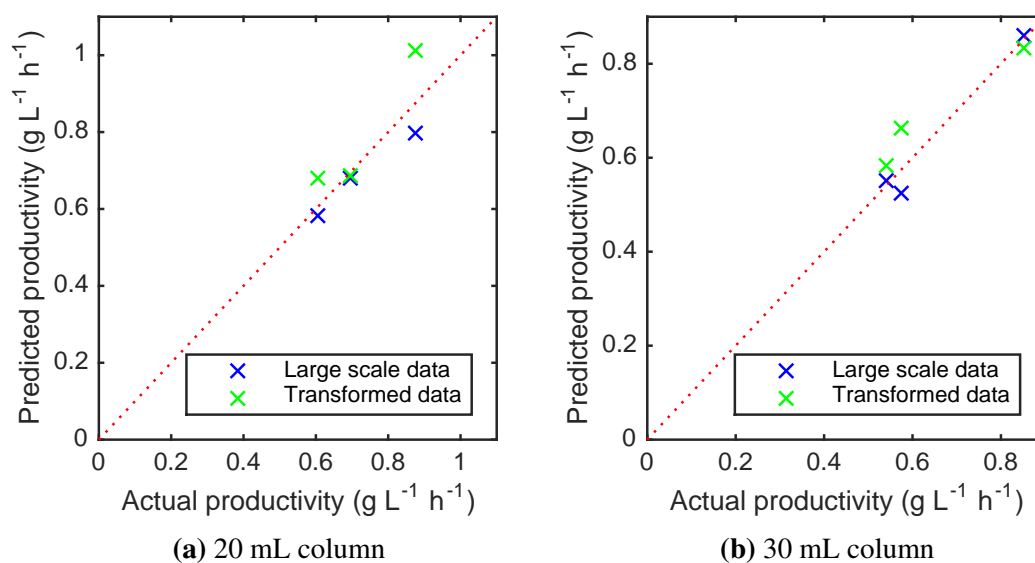 Predicted productivity (g L⁻¹ h⁻¹)
1
0.8
0.6
0.4
0.2
0
Large scale data
Transformed data
0 0.2 0.4 0.6 0.8 1
Actual productivity (g L⁻¹ h⁻¹)
(a) 20 mL column
Predicted productivity (g L⁻¹ h⁻¹)
0.8
0.6
0.4
0.2
0
Large scale data
Transformed data
0 0.2 0.4 0.6 0.8
Actual productivity (g L⁻¹ h⁻¹)
(b) 30 mL column